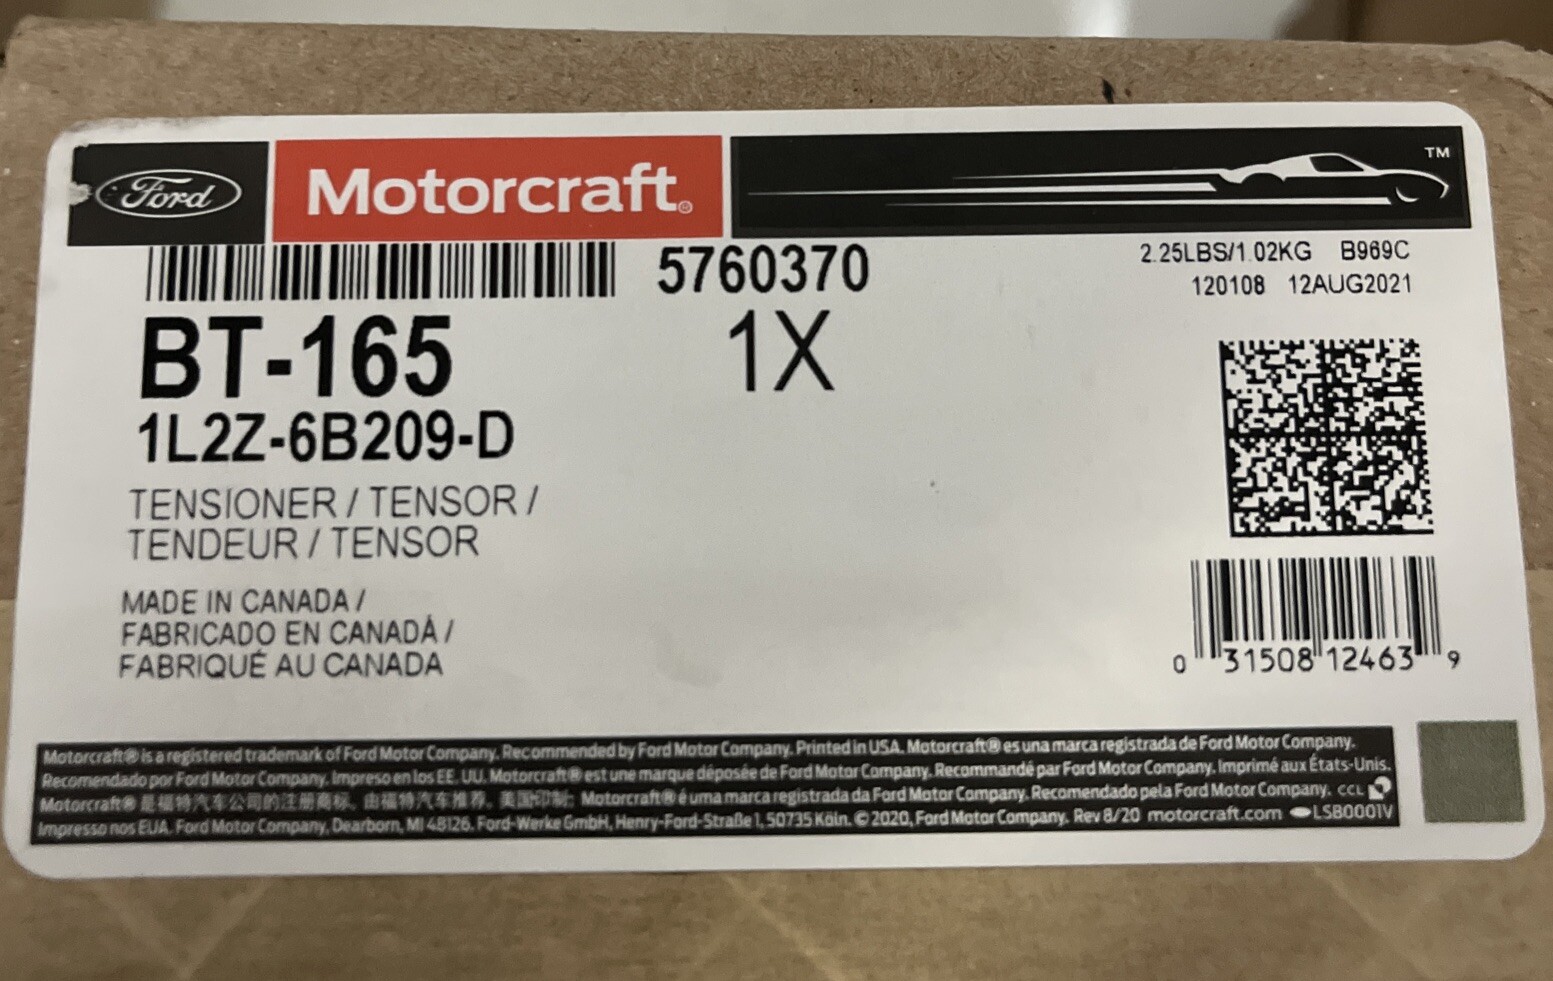 Ford
Motorcraft®
TM
5760370
2.25LBS/1.02KG B969C
120108 12AUG2021
BT-165
1X
1L2Z-6B209-D
TENSIONER / TENSOR /
TENDEUR / TENSOR
MADE IN CANADA /
FABRICADO EN CANADÁ /
FABRIQUÉ AU CANADA
0 31508 12463 9
Motorcraft® is a registered trademark of Ford Motor Company. Recommended by Ford Motor Company. Printed in USA. Motorcraft® es una marca registrada de Ford Motor Company.
Recomendado por Ford Motor Company. Impreso en los EE. UU. Motorcraft® est une marque déposée de Ford Motor Company. Recommandé par Ford Motor Company. Imprimé aux États-Unis.
Motorcraft® 是福特汽车公司的注册商标。由福特汽车推荐。美国印制; Motorcraft® é uma marca registrada da Ford Motor Company. Recomendado pela Ford Motor Company. CCL
Impresso nos EUA. Ford Motor Company, Dearborn, MI 48126. Ford-Werke GmbH, Henry-Ford-Straße 1, 50735 Köln. © 2020, Ford Motor Company. Rev 8/20 motorcraft.com LSB0001V